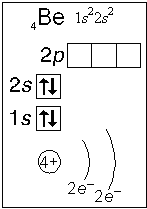 ₄Be 1s²2s²
2p
2s ↑↓
1s ↑↓
4+
2e⁻ 2e⁻